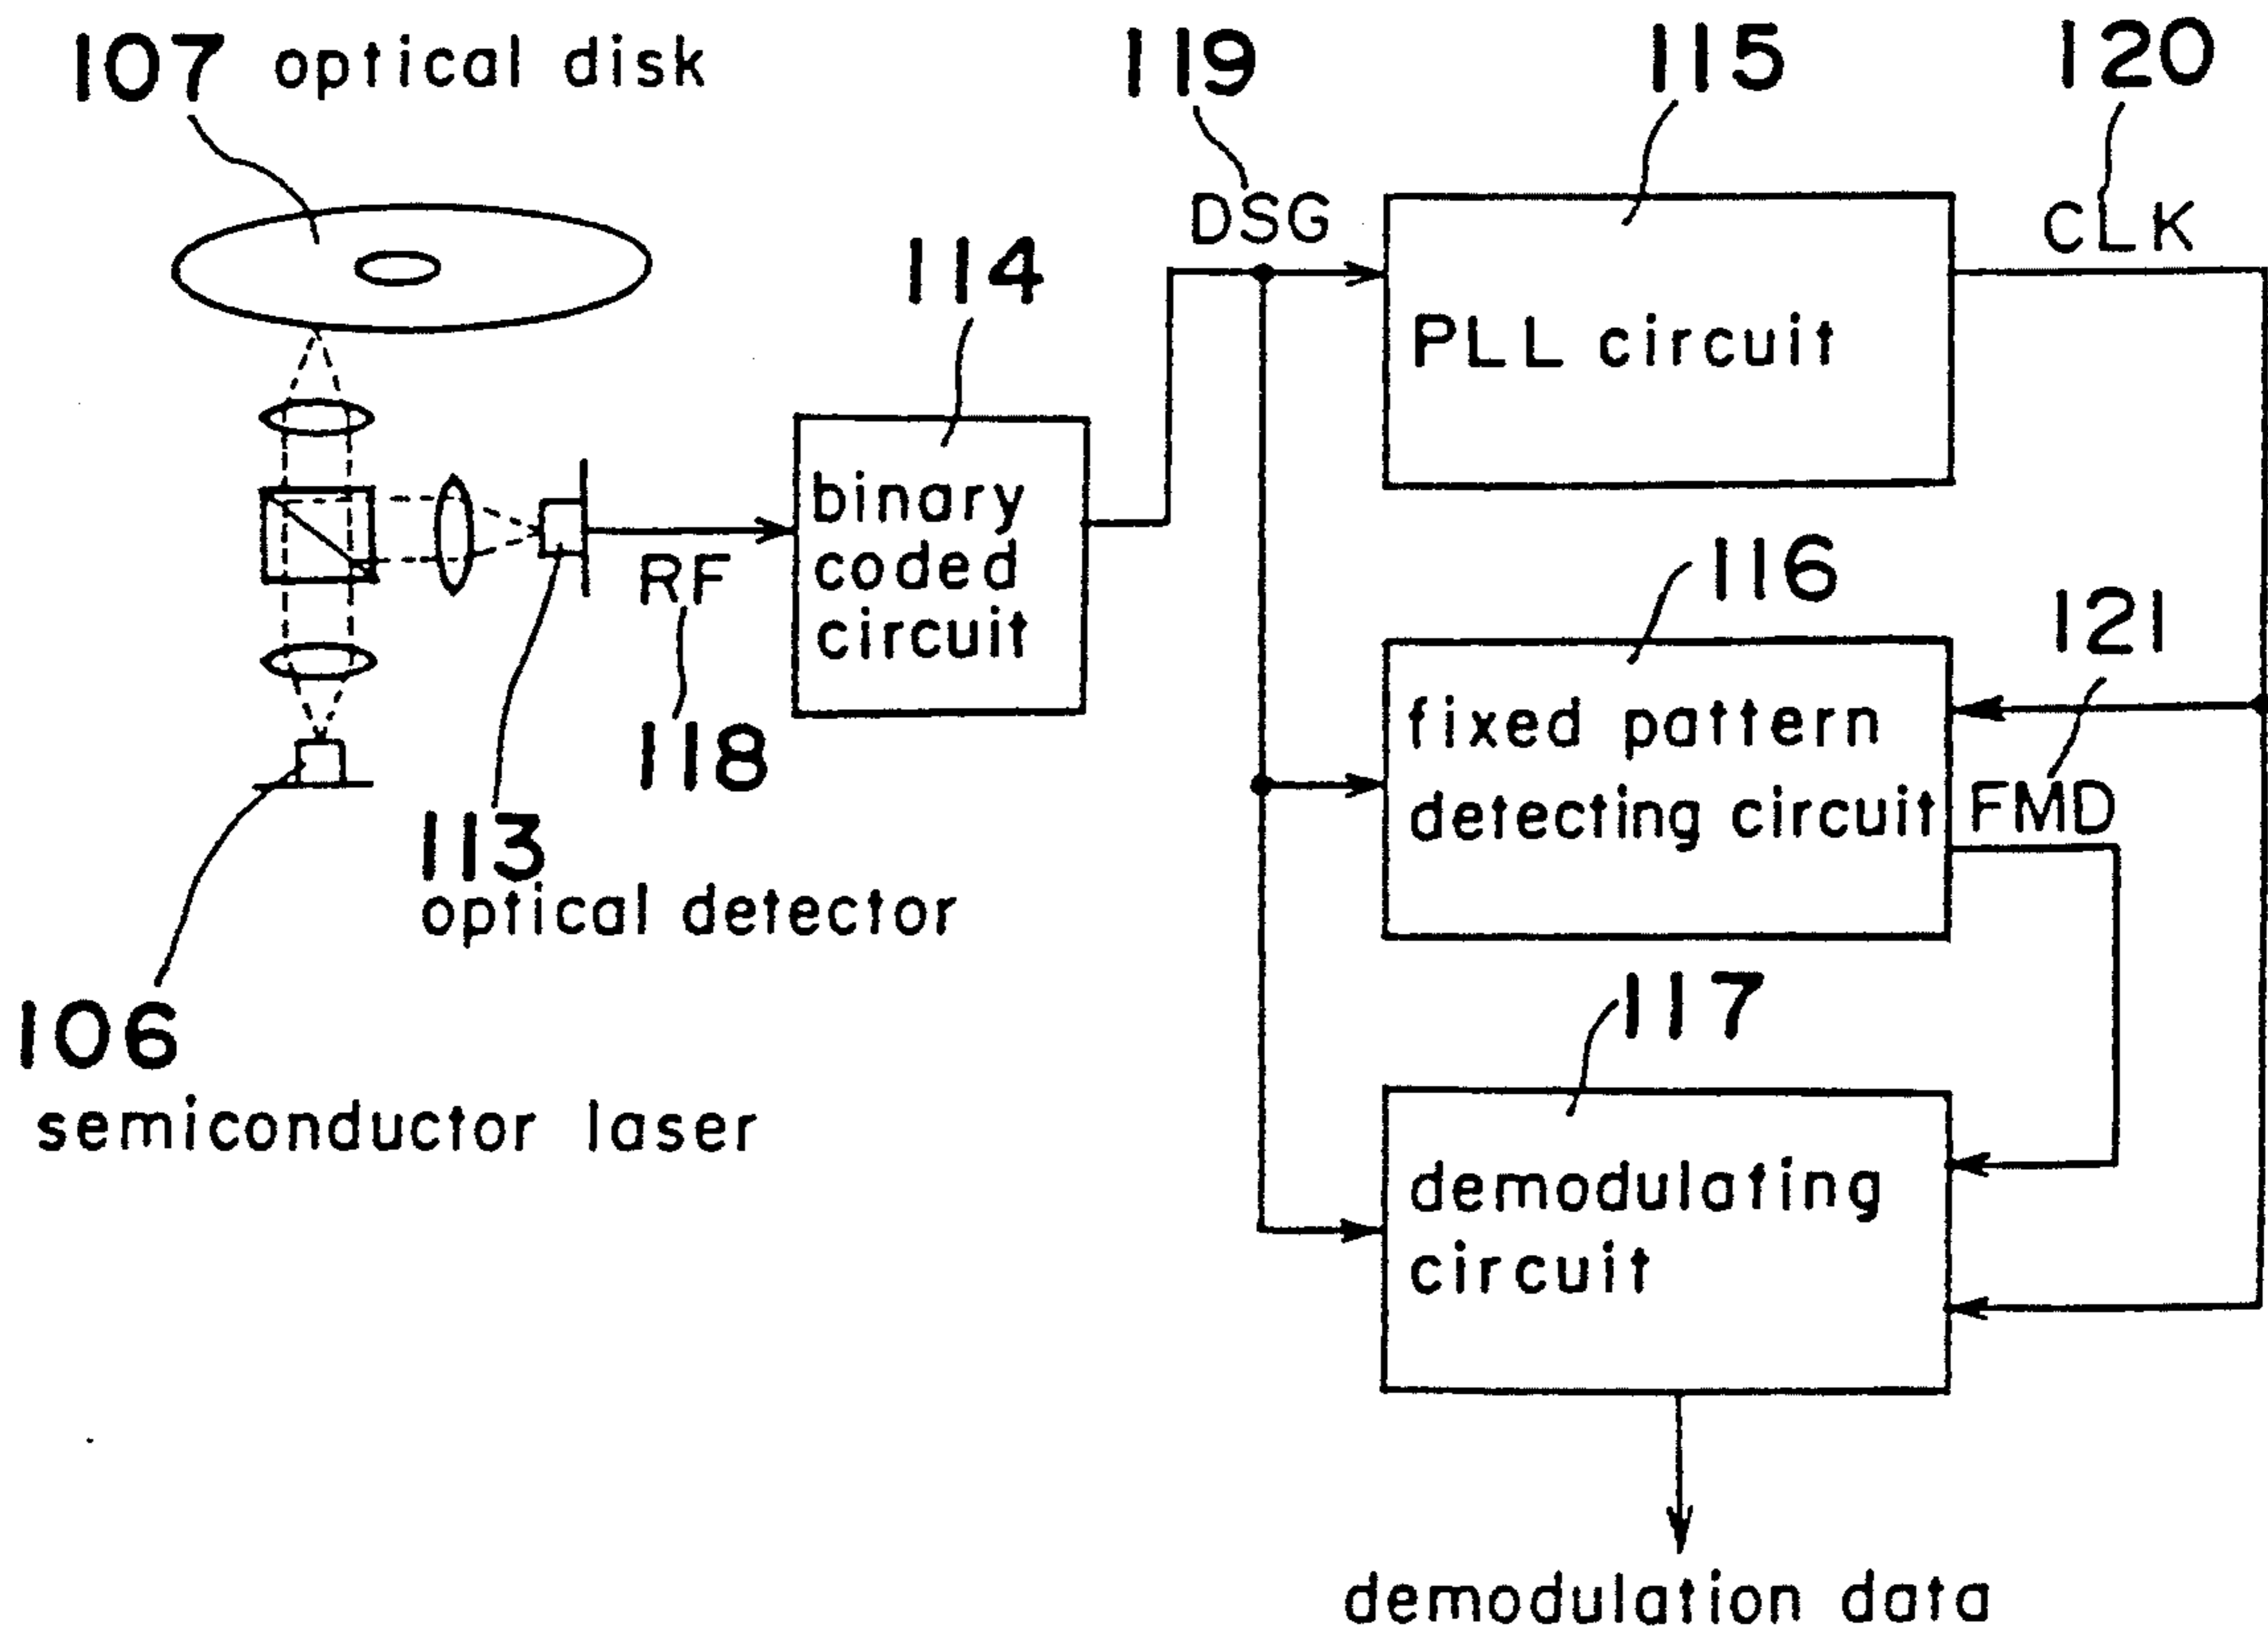 107 optical disk
119
115
120
DSG
CLK
114
PLL circuit
binary
coded
circuit
RF
118
116
121
fixed pattern
detecting circuit
FMD
113
optical detector
106
semiconductor laser
117
demodulating
circuit
demodulation data